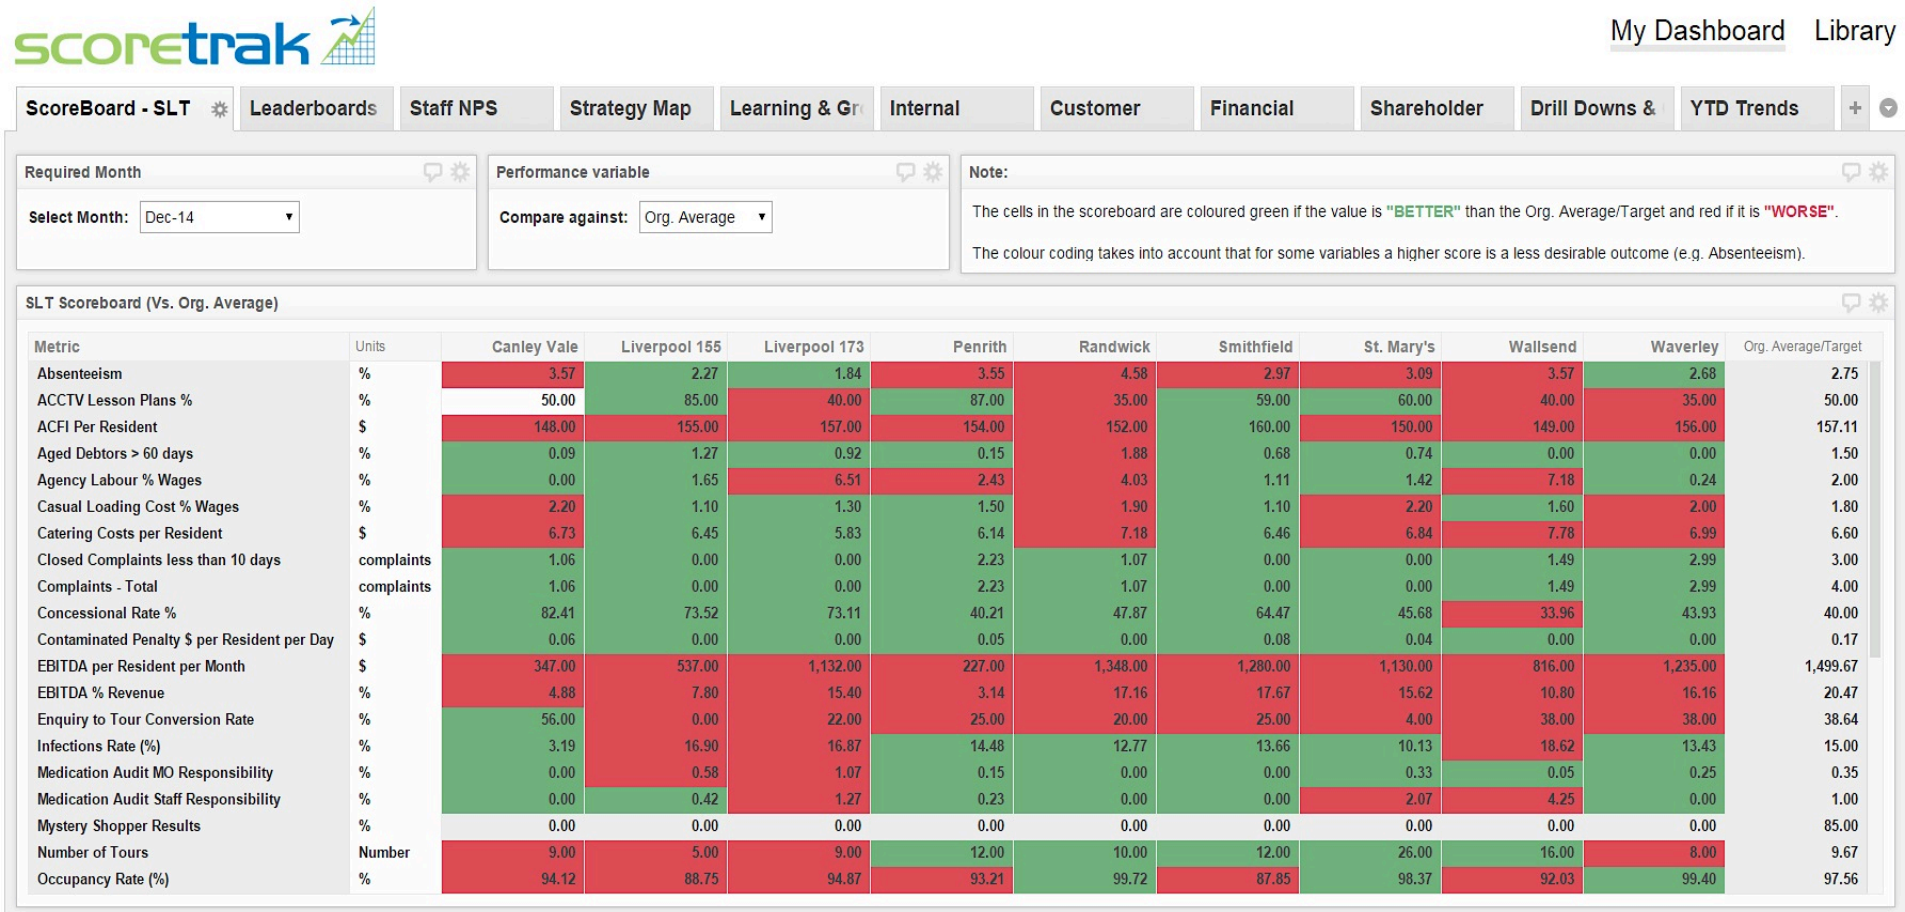 scoretrak
My Dashboard Library
ScoreBoard - SLT Leaderboards Staff NPS Strategy Map Learning & Gr Internal Customer Financial Shareholder Drill Downs & YTD Trends +
Required Month
Select Month: Dec-14
Performance variable
Compare against: Org. Average
Note:
The cells in the scoreboard are coloured green if the value is "BETTER" than the Org. Average/Target and red if it is "WORSE".
The colour coding takes into account that for some variables a higher score is a less desirable outcome (e.g. Absenteeism).
SLT Scoreboard (Vs. Org. Average)
Metric Units Canley Vale Liverpool 155 Liverpool 173 Penrith Randwick Smithfield St. Mary's Wallsend Waverley Org. Average/Target
Absenteeism % 3.57 2.27 1.84 3.55 4.58 2.97 3.09 3.57 2.68 2.75
ACCTV Lesson Plans % % 50.00 85.00 40.00 87.00 35.00 59.00 60.00 40.00 35.00 50.00
ACFI Per Resident $ 148.00 155.00 157.00 154.00 152.00 160.00 150.00 149.00 156.00 157.11
Aged Debtors > 60 days % 0.09 1.27 0.92 0.15 1.88 0.68 0.74 0.00 0.00 1.50
Agency Labour % Wages % 0.00 1.65 6.51 2.43 4.03 1.11 1.42 7.18 0.24 2.00
Casual Loading Cost % Wages % 2.20 1.10 1.30 1.50 1.90 1.10 2.20 1.60 2.00 1.80
Catering Costs per Resident $ 6.73 6.45 5.83 6.14 7.18 6.46 6.84 7.78 6.99 6.60
Closed Complaints less than 10 days complaints 1.06 0.00 0.00 2.23 1.07 0.00 0.00 1.49 2.99 3.00
Complaints - Total complaints 1.06 0.00 0.00 2.23 1.07 0.00 0.00 1.49 2.99 4.00
Concessional Rate % % 82.41 73.52 73.11 40.21 47.87 64.47 45.68 33.96 43.93 40.00
Contaminated Penalty $ per Resident per Day $ 0.06 0.00 0.00 0.05 0.00 0.08 0.04 0.00 0.00 0.17
EBITDA per Resident per Month $ 347.00 537.00 1,132.00 227.00 1,348.00 1,280.00 1,130.00 816.00 1,235.00 1,499.67
EBITDA % Revenue % 4.88 7.80 15.40 3.14 17.16 17.67 15.62 10.80 16.16 20.47
Enquiry to Tour Conversion Rate % 56.00 0.00 22.00 25.00 20.00 25.00 4.00 38.00 38.00 38.64
Infections Rate (%) % 3.19 16.90 16.87 14.48 12.77 13.66 10.13 18.62 13.43 15.00
Medication Audit MO Responsibility % 0.00 0.58 1.07 0.15 0.00 0.00 0.33 0.05 0.25 0.35
Medication Audit Staff Responsibility % 0.00 0.42 1.27 0.23 0.00 0.00 2.07 4.25 0.00 1.00
Mystery Shopper Results % 0.00 0.00 0.00 0.00 0.00 0.00 0.00 0.00 0.00 85.00
Number of Tours Number 9.00 5.00 9.00 12.00 10.00 12.00 26.00 16.00 8.00 9.67
Occupancy Rate (%) % 94.12 88.75 94.87 93.21 99.72 87.85 98.37 92.03 99.40 97.56